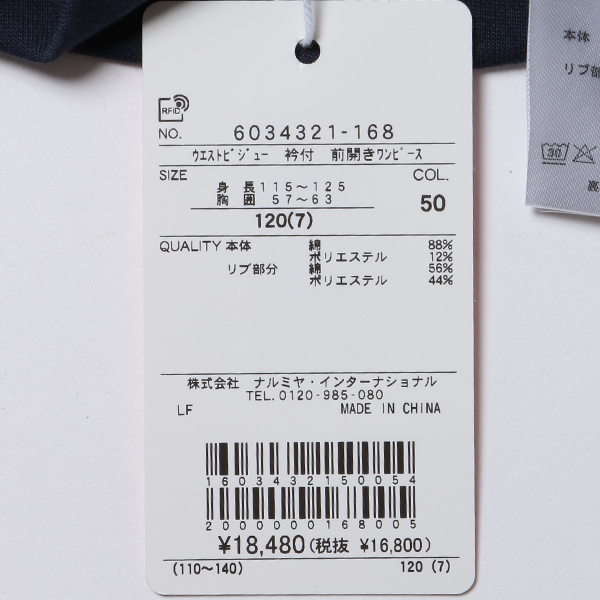 RFID
NO. 6034321-168
ウエストビジュー 衿付 前開きワンピース
SIZE COL.
身長115～125
胸囲 57～63
120(7) 50
QUALITY 本体 綿 88%
ポリエステル 12%
リブ部分 綿 56%
ポリエステル 44%
株式会社 ナルミヤ・インターナショナル
TEL.0120-985-080
LF MADE IN CHINA
1603432150054
2000000168005
¥18,480(税抜 ¥16,800)
(110～140) 120 (7)
本体
リブ部
30
裏